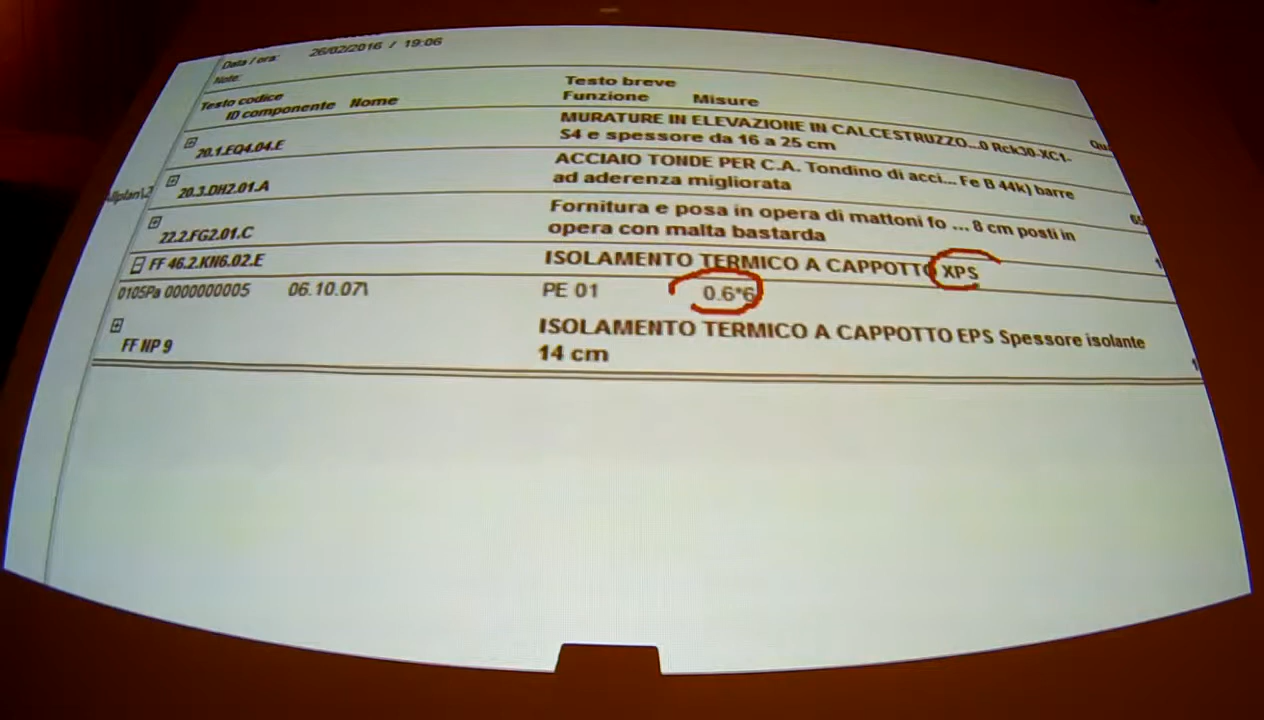 Data / ora: 26/02/2016 / 19:06
Note:
Testo codice
ID componente Nome
Testo breve
Funzione Misure
20.1.EQ4.04.E
MURATURE IN ELEVAZIONE IN CALCESTRUZZO...0 Rck30-XC1-
S4 e spessore da 16 a 25 cm
20.3.DH2.01.A
ACCIAIO TONDE PER C.A. Tondino di acci... Fe B 44k) barre
ad aderenza migliorata
22.2.FG2.01.C
Fornitura e posa in opera di mattoni fo ... 8 cm posti in
opera con malta bastarda
FF 46.2.KN6.02.E ISOLAMENTO TERMICO A CAPPOTTO XPS
0105Pa 0000000005 06.10.07\ PE 01 0.6*6
FF NP 9
ISOLAMENTO TERMICO A CAPPOTTO EPS Spessore isolante
14 cm